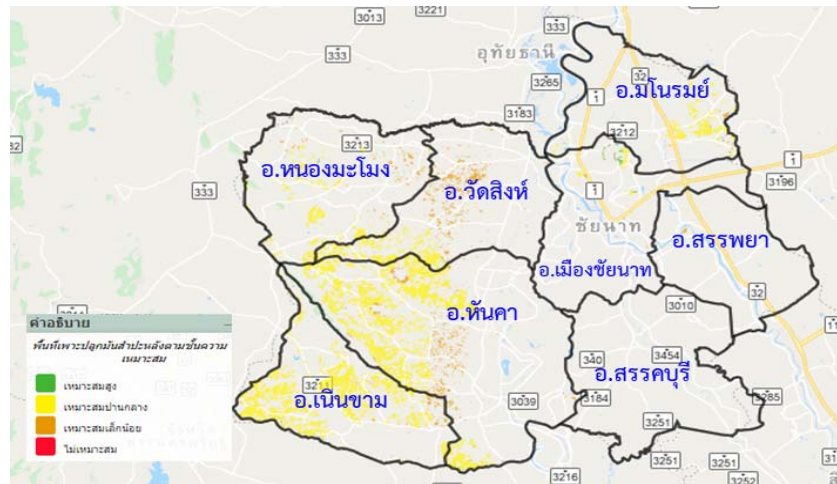 3221
3013
333
333
อุทัยธานี
3265
32
อ.มโนรมย์
1
3183
3213
3212
1
อ.หนองมะโมง
333
อ.วัดสิงห์
1
3196
ชัยนาท
อ.สรรพยา
อ.เมืองชัยนาท
32
3010
อ.หันคา
คำอธิบาย
พื้นที่เพาะปลูกมันสำปะหลังตามชั้นความ
เหมาะสม
เหมาะสมสูง
เหมาะสมปานกลาง
เหมาะสมเล็กน้อย
ไม่เหมาะสม
340
3454
อ.สรรคบุรี
3211
อ.เนินขาม
3039
3184
3285
3251
3251
3251
3216
3252